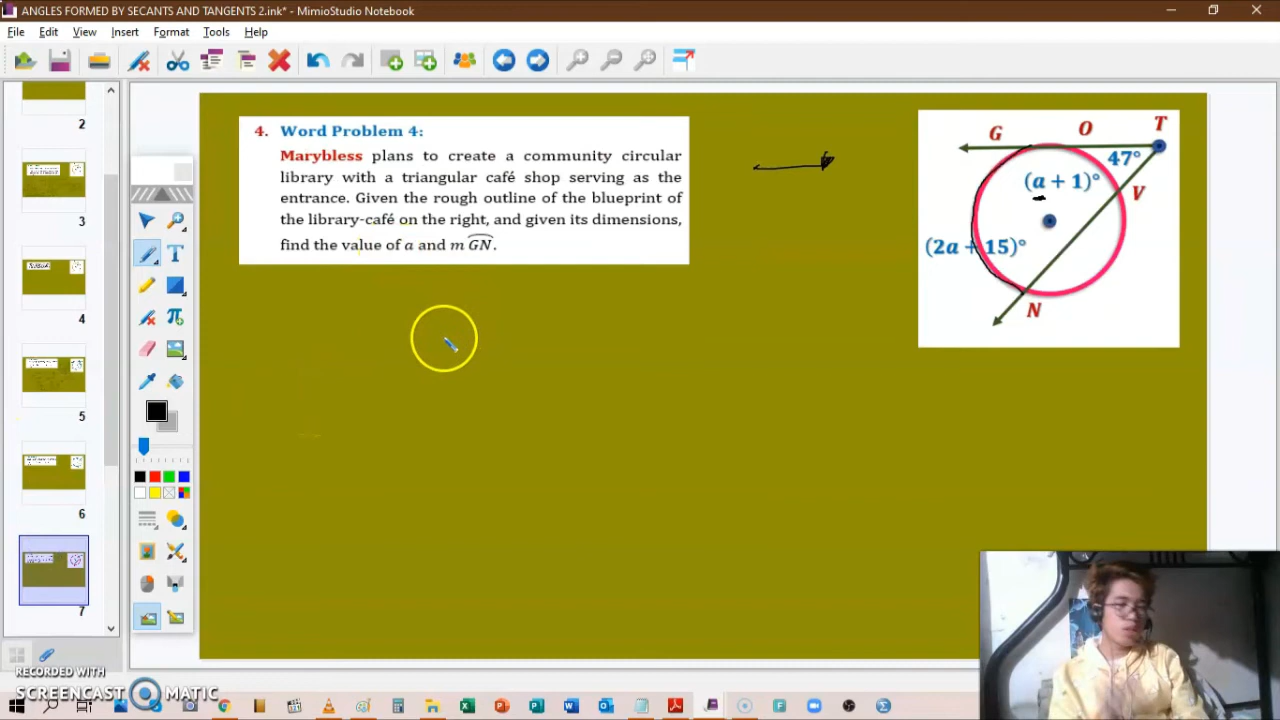 ANGLES FORMED BY SECANTS AND TANGENTS 2.ink* - MimioStudio Notebook
File Edit View Insert Format Tools Help
2
3
4
5
6
7
4. Word Problem 4:
Marybless plans to create a community circular
library with a triangular café shop serving as the
entrance. Given the rough outline of the blueprint of
the library-café on the right, and given its dimensions,
find the value of a and m GN.
G O T
47°
(a + 1)°
V
(2a + 15)°
N
RECORDED WITH
SCREENCAST MATIC